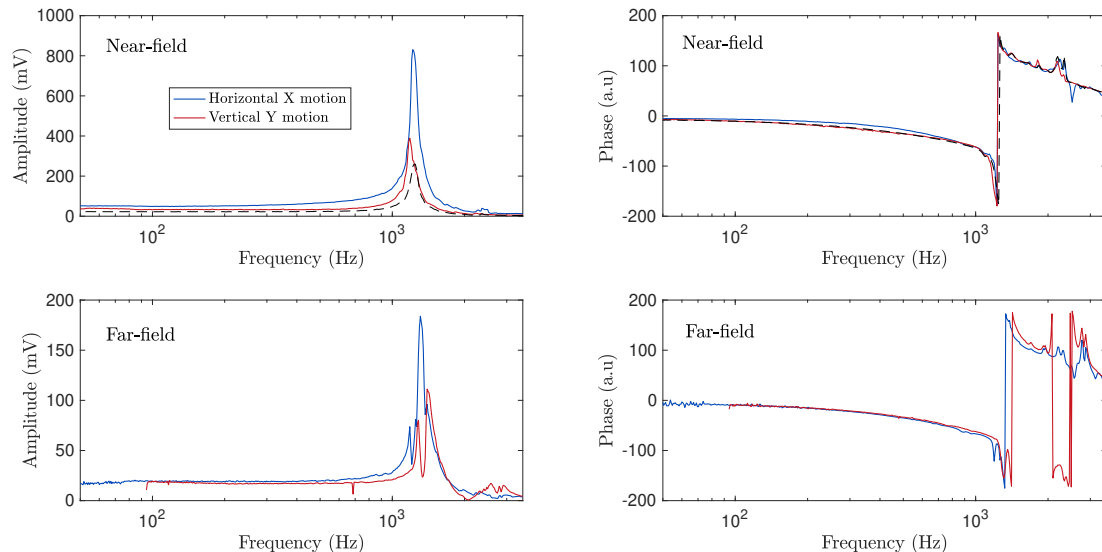 1000
800
600
400
200
0
Amplitude (mV)
Near-field
Horizontal X motion
Vertical Y motion
10^2
10^3
Frequency (Hz)
200
100
0
-100
-200
Phase (a.u)
Near-field
10^2
10^3
Frequency (Hz)
200
150
100
50
0
Amplitude (mV)
Far-field
10^2
10^3
Frequency (Hz)
200
100
0
-100
-200
Phase (a.u)
Far-field
10^2
10^3
Frequency (Hz)